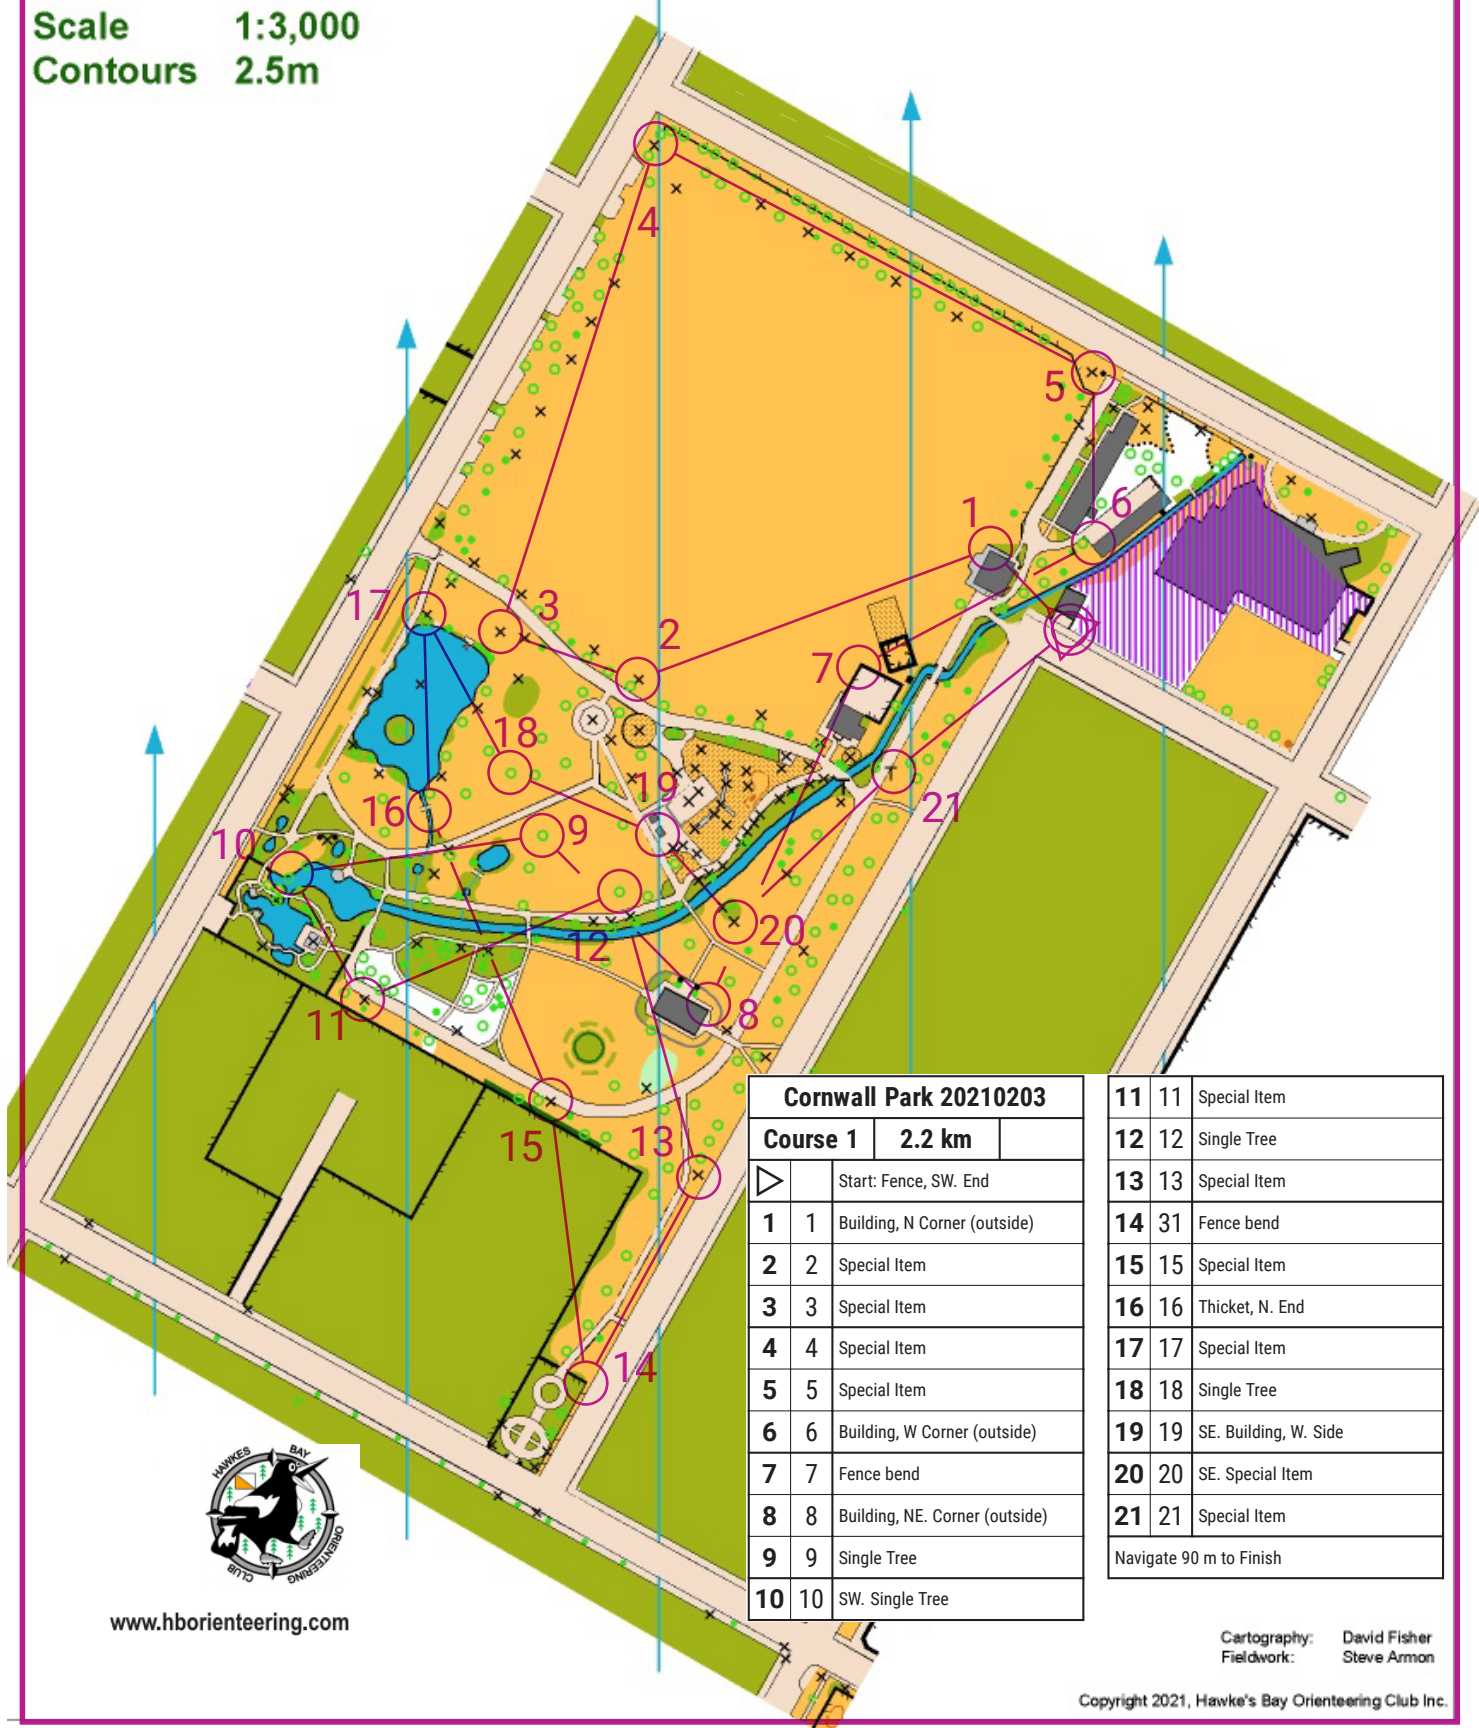 Scale 1:3,000
Contours 2.5m
4
5
6
1
3
17
2
7
18
19
16
21
9
10
20
12
8
11
15
13
14
Cornwall Park 20210203
Course 1 2.2 km
Start: Fence, SW. End
1 1 Building, N Corner (outside)
2 2 Special Item
3 3 Special Item
4 4 Special Item
5 5 Special Item
6 6 Building, W Corner (outside)
7 7 Fence bend
8 8 Building, NE. Corner (outside)
9 9 Single Tree
10 10 SW. Single Tree
11 11 Special Item
12 12 Single Tree
13 13 Special Item
14 31 Fence bend
15 15 Special Item
16 16 Thicket, N. End
17 17 Special Item
18 18 Single Tree
19 19 SE. Building, W. Side
20 20 SE. Special Item
21 21 Special Item
Navigate 90 m to Finish
HAWKES BAY ORIENTEERING CLUB
www.hborienteering.com
Cartography: David Fisher
Fieldwork: Steve Armon
Copyright 2021, Hawke's Bay Orienteering Club Inc.